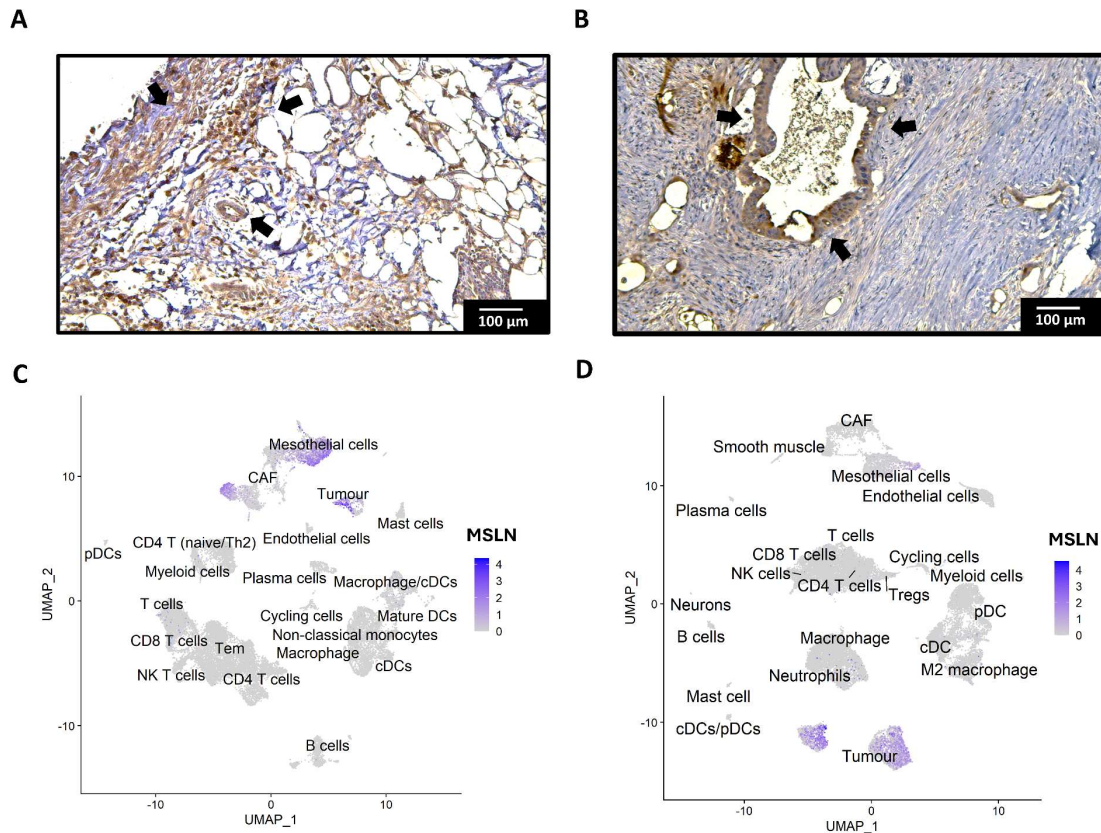 A
B
100 µm
100 µm
C
D
Mesothelial cells
CAF
Tumour
Mast cells
Endothelial cells
CD4 T (naive/Th2)
pDCs
Myeloid cells
Plasma cells
Macrophage/cDCs
T cells
Cycling cells
Mature DCs
Non-classical monocytes
CD8 T cells
Tem
Macrophage
cDCs
NK T cells
CD4 T cells
B cells
MSLN
4
3
2
1
0
10
0
-10
UMAP_2
-10
0
10
UMAP_1
CAF
Smooth muscle
Mesothelial cells
Endothelial cells
Plasma cells
T cells
CD8 T cells
Cycling cells
NK cells
Myeloid cells
CD4 T cells
Tregs
Neurons
pDC
B cells
Macrophage
cDC
Neutrophils
M2 macrophage
Mast cell
cDCs/pDCs
Tumour
MSLN
4
3
2
1
0
10
0
-10
UMAP_2
-10
0
10
UMAP_1